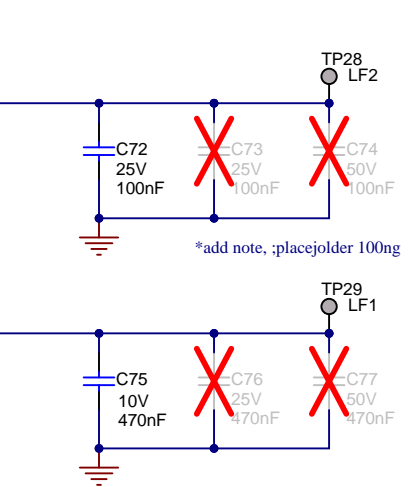 TP28
LF2
C72
25V
100nF
C73
25V
100nF
C74
50V
100nF
*add note, ;placejolder 100ng
TP29
LF1
C75
10V
470nF
C76
25V
470nF
C77
50V
470nF